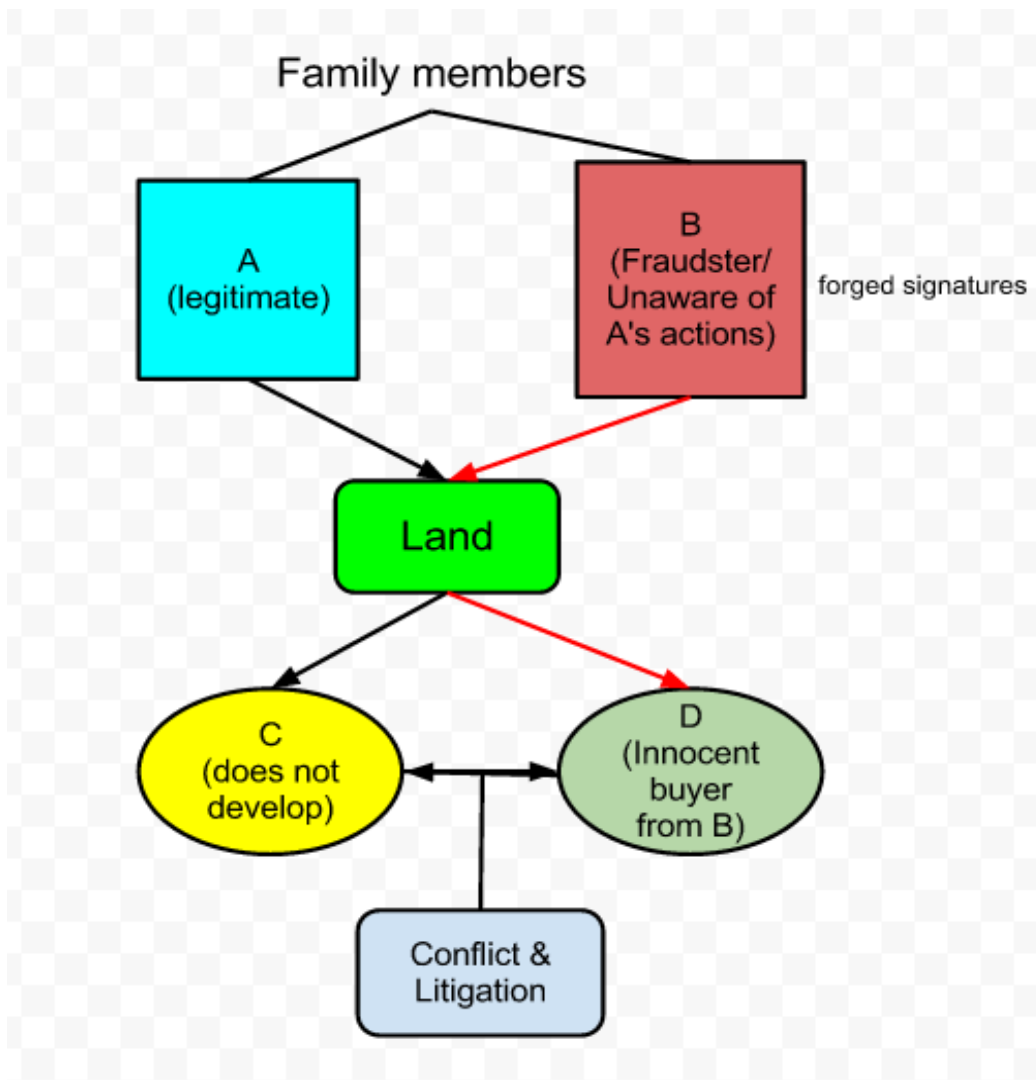 Family members
A
(legitimate)
B
(Fraudster/
Unaware of
A's actions)
forged signatures
Land
C
(does not
develop)
D
(Innocent
buyer
from B)
Conflict &
Litigation